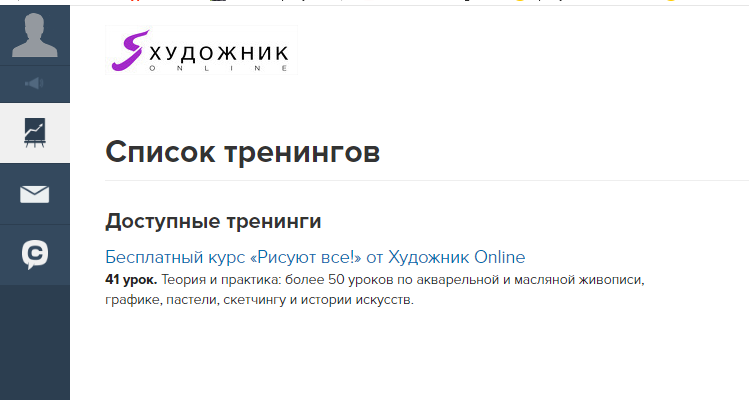 ХУДОЖНИК
ONLINE
Список тренингов
Доступные тренинги
Бесплатный курс «Рисуют все!» от Художник Online
41 урок. Теория и практика: более 50 уроков по акварельной и масляной живописи,
графике, пастели, скетчингу и истории искусств.